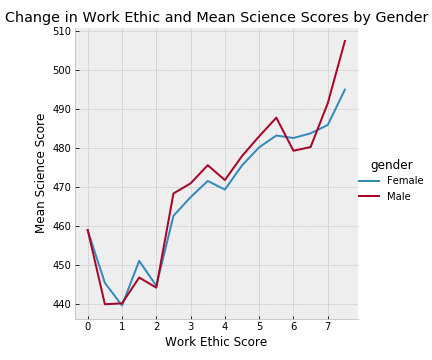 Change in Work Ethic and Mean Science Scores by Gender
510
500
490
480
470
460
450
440
Mean Science Score
0 1 2 3 4 5 6 7
Work Ethic Score
gender
Female
Male